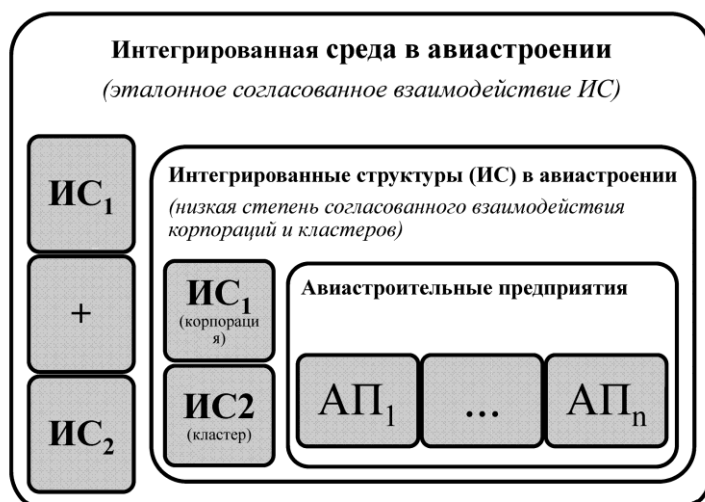 Интегрированная среда в авиастроении
(эталонное согласованное взаимодействие ИС)
ИС₁
+
ИС₂
Интегрированные структуры (ИС) в авиастроении
(низкая степень согласованного взаимодействия
корпораций и кластеров)
ИС₁
(корпораци
я)
ИС2
(кластер)
Авиастроительные предприятия
АП₁
...
АПₙ